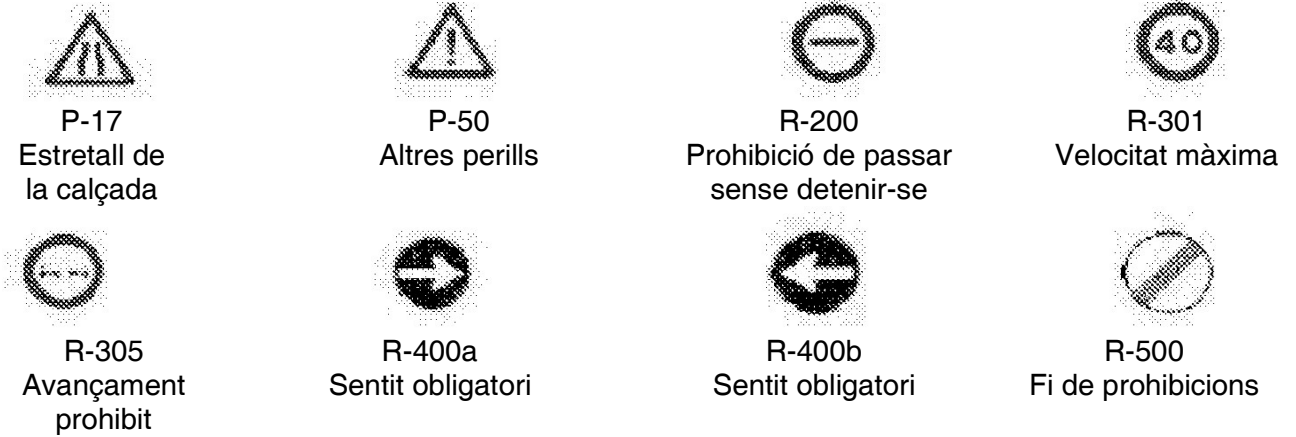 40
P-17
Estretall de
la calçada
P-50
Altres perills
R-200
Prohibició de passar
sense detenir-se
R-301
Velocitat màxima
R-305
Avançament
prohibit
R-400a
Sentit obligatori
R-400b
Sentit obligatori
R-500
Fi de prohibicions